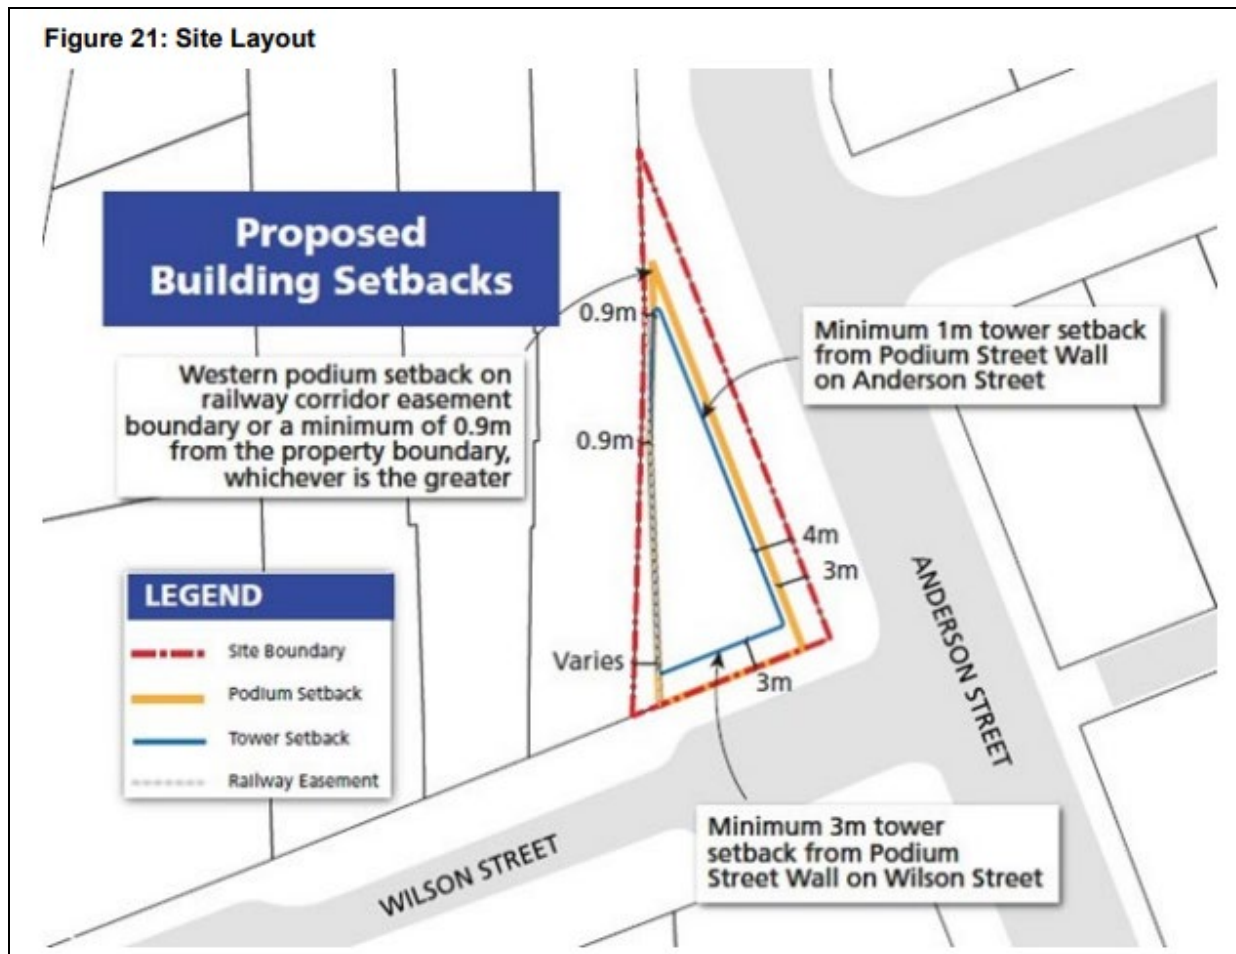 Figure 21: Site Layout
Proposed
Building Setbacks
0.9m
Minimum 1m tower setback
from Podium Street Wall
on Anderson Street
Western podium setback on
railway corridor easement
boundary or a minimum of 0.9m
from the property boundary,
whichever is the greater
0.9m
4m
3m
ANDERSON STREET
LEGEND
Site Boundary
Podium Setback
Tower Setback
Railway Easement
Varies
3m
Minimum 3m tower
setback from Podium
Street Wall on Wilson Street
WILSON STREET